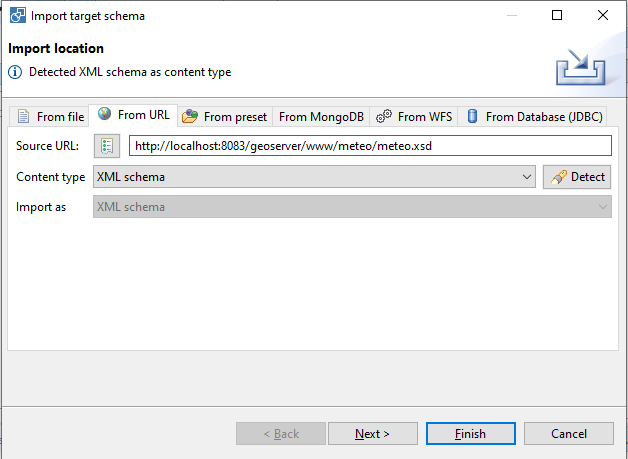 Import target schema
Import location
Detected XML schema as content type
From file From URL From preset From MongoDB From WFS From Database (JDBC)
Source URL: http://localhost:8083/geoserver/www/meteo/meteo.xsd
Content type XML schema Detect
Import as XML schema
< Back Next > Finish Cancel